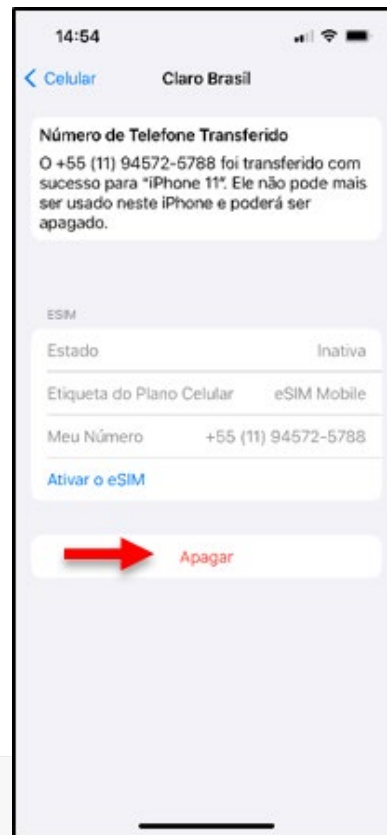 14:54
Celular Claro Brasil
Número de Telefone Transferido
O +55 (11) 94572-5788 foi transferido com
sucesso para "iPhone 11". Ele não pode mais
ser usado neste iPhone e poderá ser
apagado.
ESIM
Estado Inativa
Etiqueta do Plano Celular eSIM Mobile
Meu Número +55 (11) 94572-5788
Ativar o eSIM
Apagar